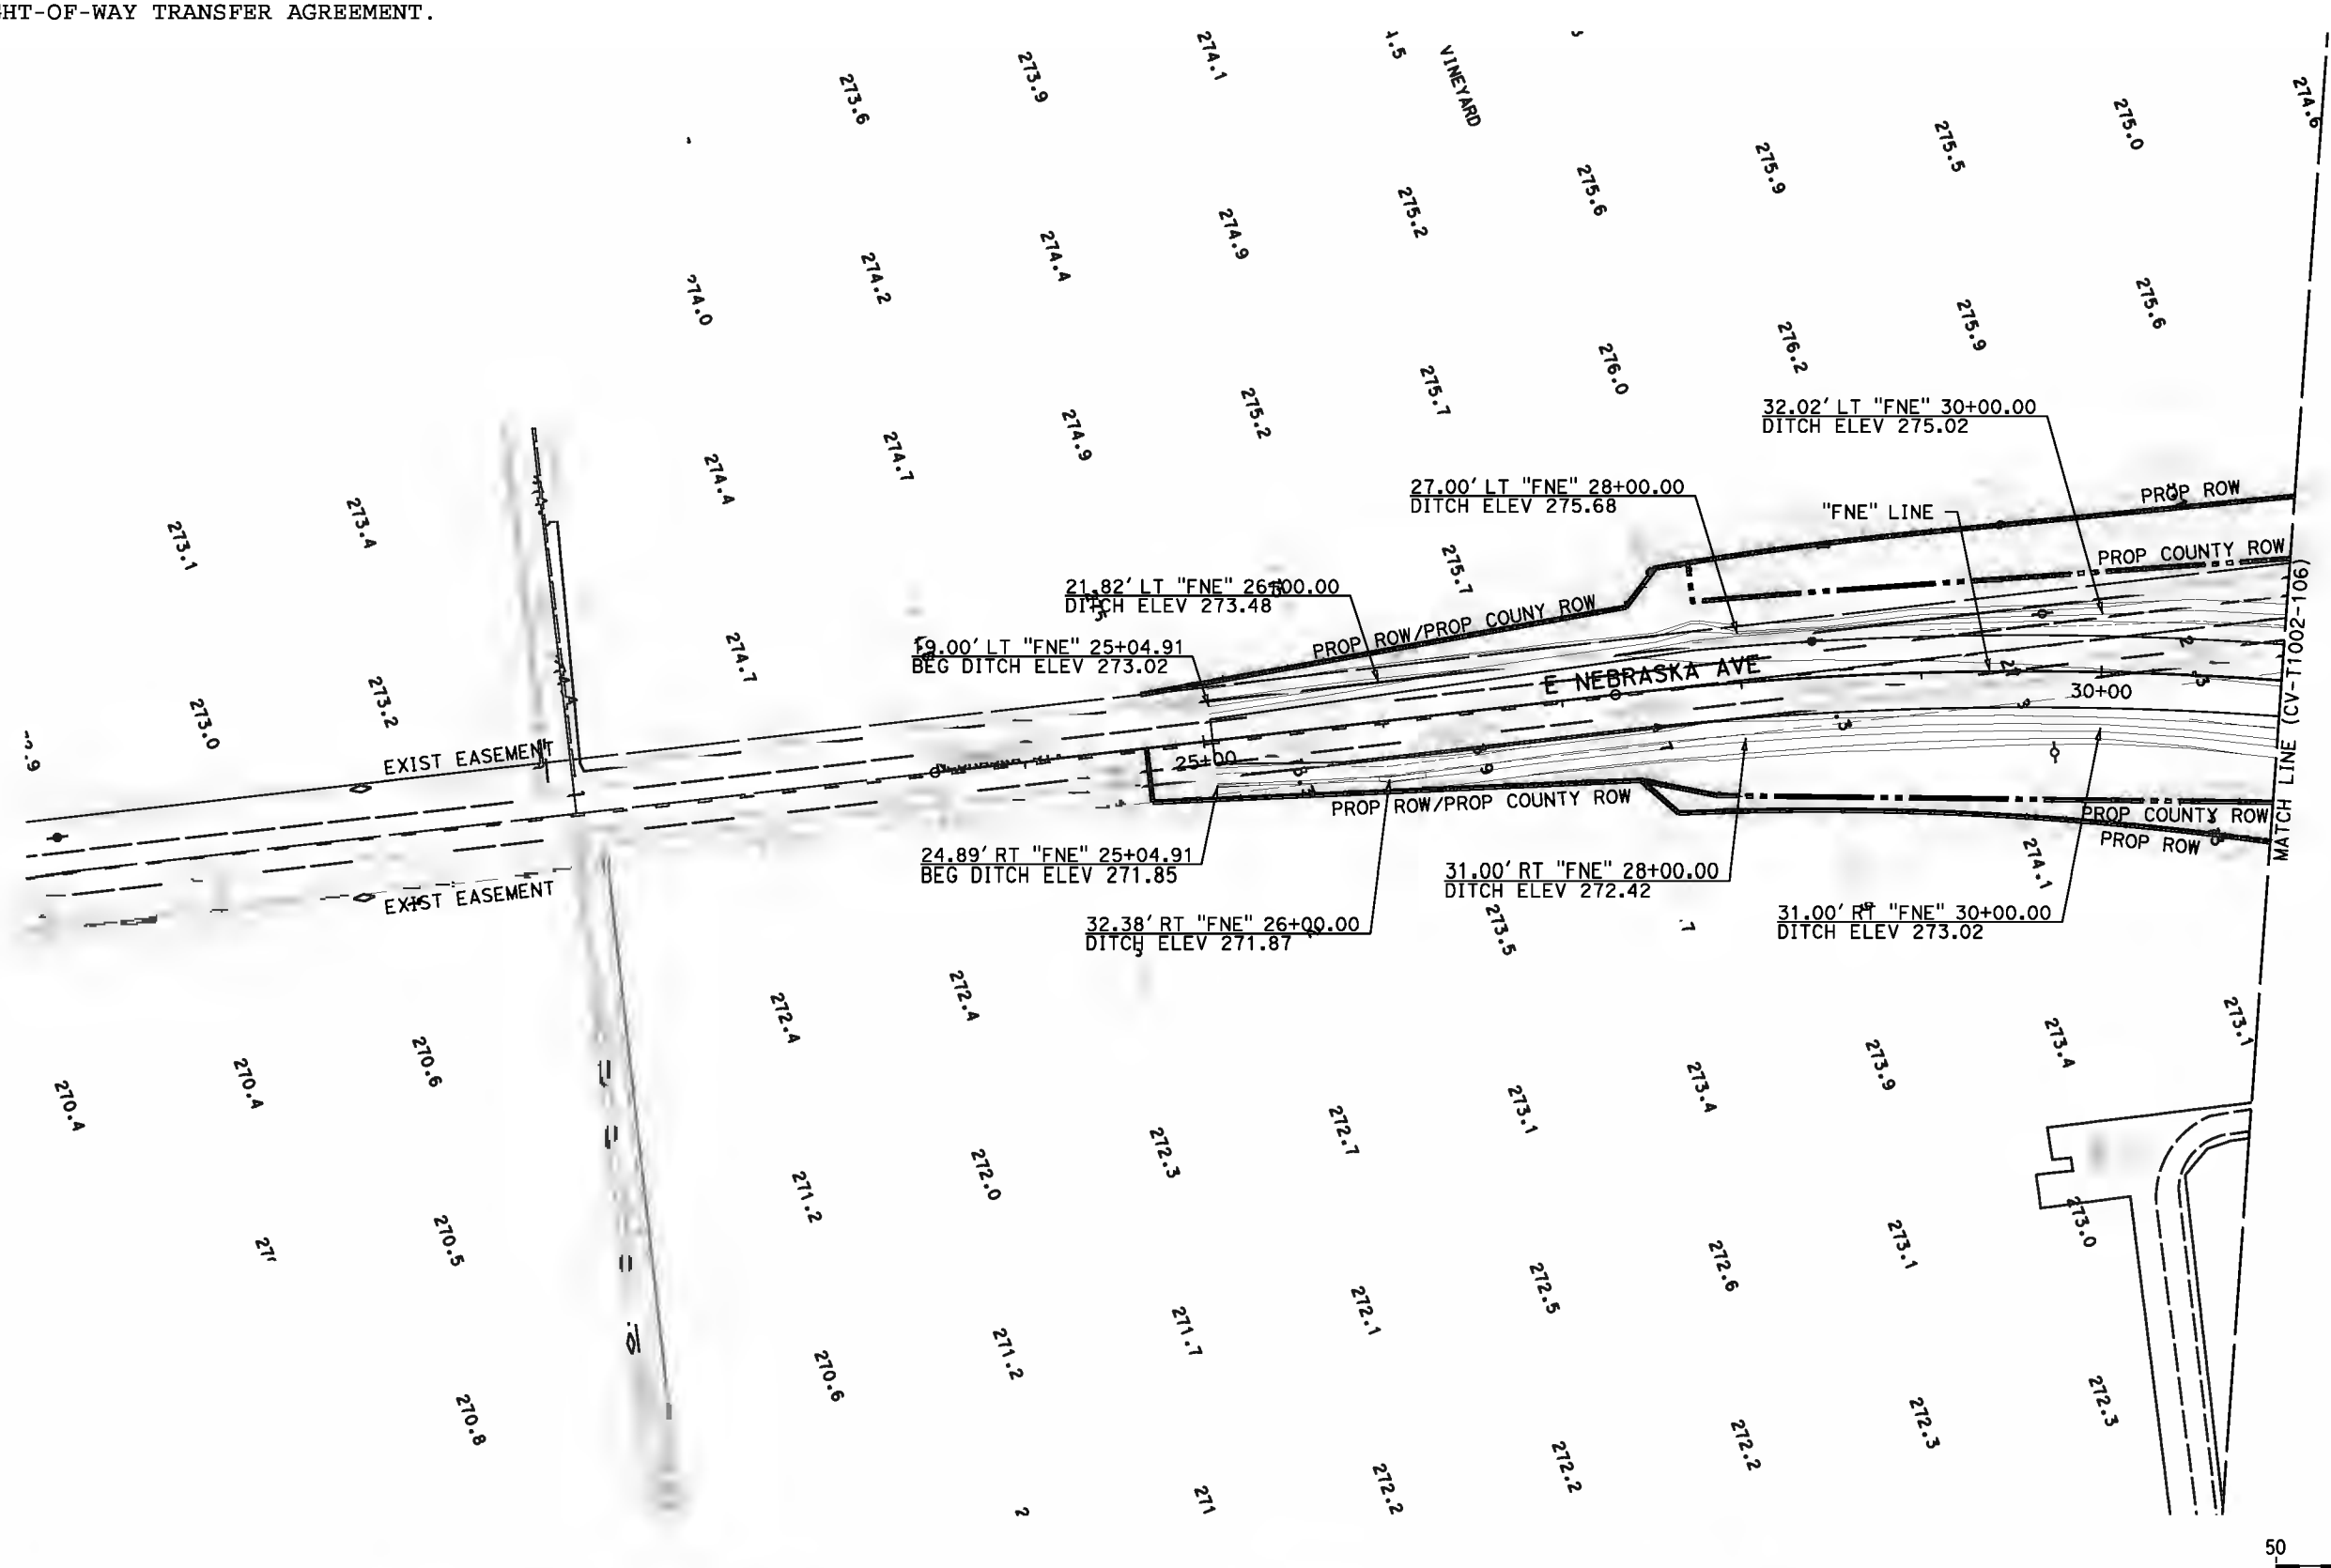 HT-OF-WAY TRANSFER AGREEMENT.
274.1
VINEYARD
273.9
273.6
274.6
275.0
275.5
275.9
275.6
275.2
274.9
274.4
274.2
274.0
275.6
275.9
276.2
276.0
275.7
275.2
274.9
274.7
274.4
273.4
273.1
32.02' LT "FNE" 30+00.00
DITCH ELEV 275.02
27.00' LT "FNE" 28+00.00
DITCH ELEV 275.68
"FNE" LINE
PROP ROW
PROP COUNTY ROW
275.7
21.82' LT "FNE" 26+00.00
DITCH ELEV 273.48
PROP ROW/PROP COUNY ROW
19.00' LT "FNE" 25+04.91
BEG DITCH ELEV 273.02
274.7
E NEBRASKA AVE
30+00
273.2
273.0
EXIST EASEMENT
25+00
PROP ROW/PROP COUNTY ROW
PROP COUNTY ROW
PROP ROW
MATCH LINE (CV-T1002-106)
EXIST EASEMENT
24.89' RT "FNE" 25+04.91
BEG DITCH ELEV 271.85
31.00' RT "FNE" 28+00.00
DITCH ELEV 272.42
274.1
32.38' RT "FNE" 26+00.00
DITCH ELEV 271.87
31.00' RT "FNE" 30+00.00
DITCH ELEV 273.02
273.5
272.4
272.4
273.1
273.4
273.9
273.4
273.1
272.7
272.3
270.6
270.4
270.4
272.0
271.2
270.5
273.0
273.1
272.6
272.5
272.1
271.7
271.2
270.6
270.8
272.3
272.3
272.2
272.2
272.2
271
50